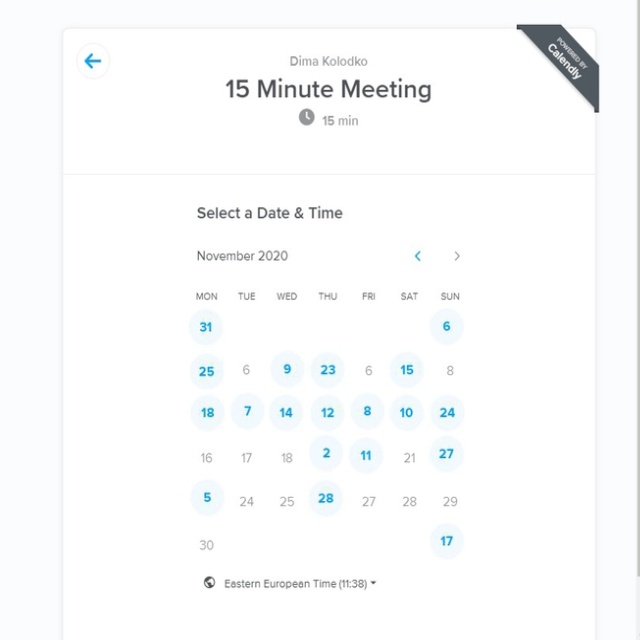 POWERED BY
Calendly
Dima Kolodko
15 Minute Meeting
15 min
Select a Date & Time
November 2020
MON TUE WED THU FRI SAT SUN
31 6
25 6 9 23 6 15 8
18 7 14 12 8 10 24
16 17 18 2 11 21 27
5 24 25 28 27 28 29
30 17
Eastern European Time (11:38)